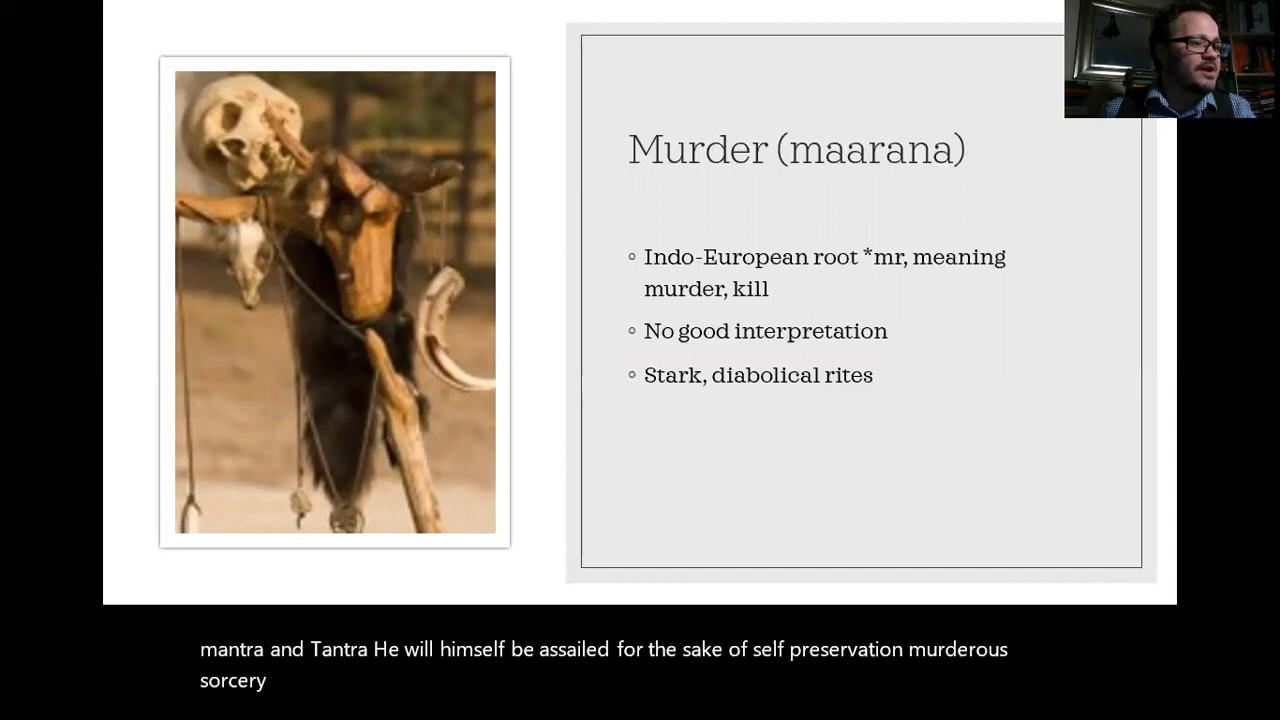 Murder (maarana)
◦ Indo-European root *mr, meaning
murder, kill
◦ No good interpretation
◦ Stark, diabolical rites
mantra and Tantra He will himself be assailed for the sake of self preservation murderous
sorcery